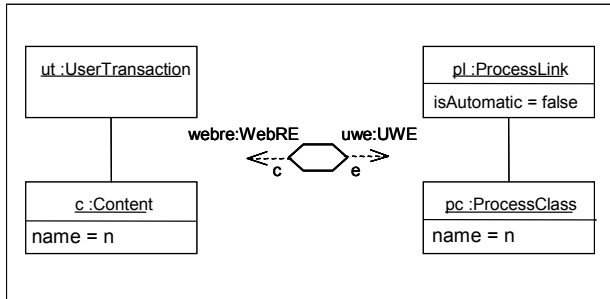 ut :UserTransaction
pl :ProcessLink
isAutomatic = false
webre:WebRE
uwe:UWE
c
e
c :Content
name = n
pc :ProcessClass
name = n